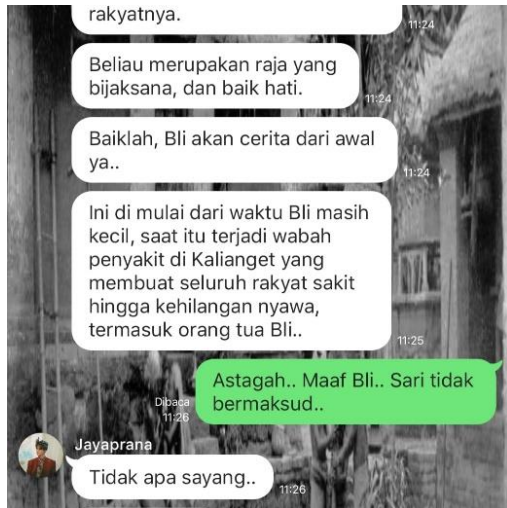 rakyatnya.
11:24
Beliau merupakan raja yang
bijaksana, dan baik hati.
11:24
Baiklah, Bli akan cerita dari awal
ya..
11:24
Ini di mulai dari waktu Bli masih
kecil, saat itu terjadi wabah
penyakit di Kalianget yang
membuat seluruh rakyat sakit
hingga kehilangan nyawa,
termasuk orang tua Bli..
11:25
Astagah.. Maaf Bli.. Sari tidak
bermaksud..
Dibaca
11:26
Jayaprana
Tidak apa sayang..
11:26